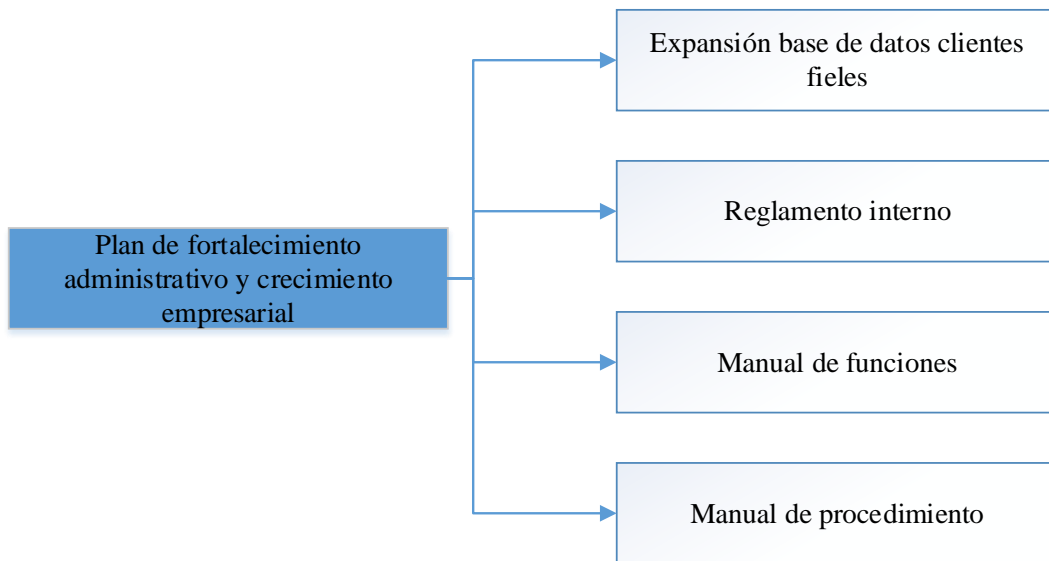 Expansión base de datos clientes
fieles
Reglamento interno
Plan de fortalecimiento
administrativo y crecimiento
empresarial
Manual de funciones
Manual de procedimiento